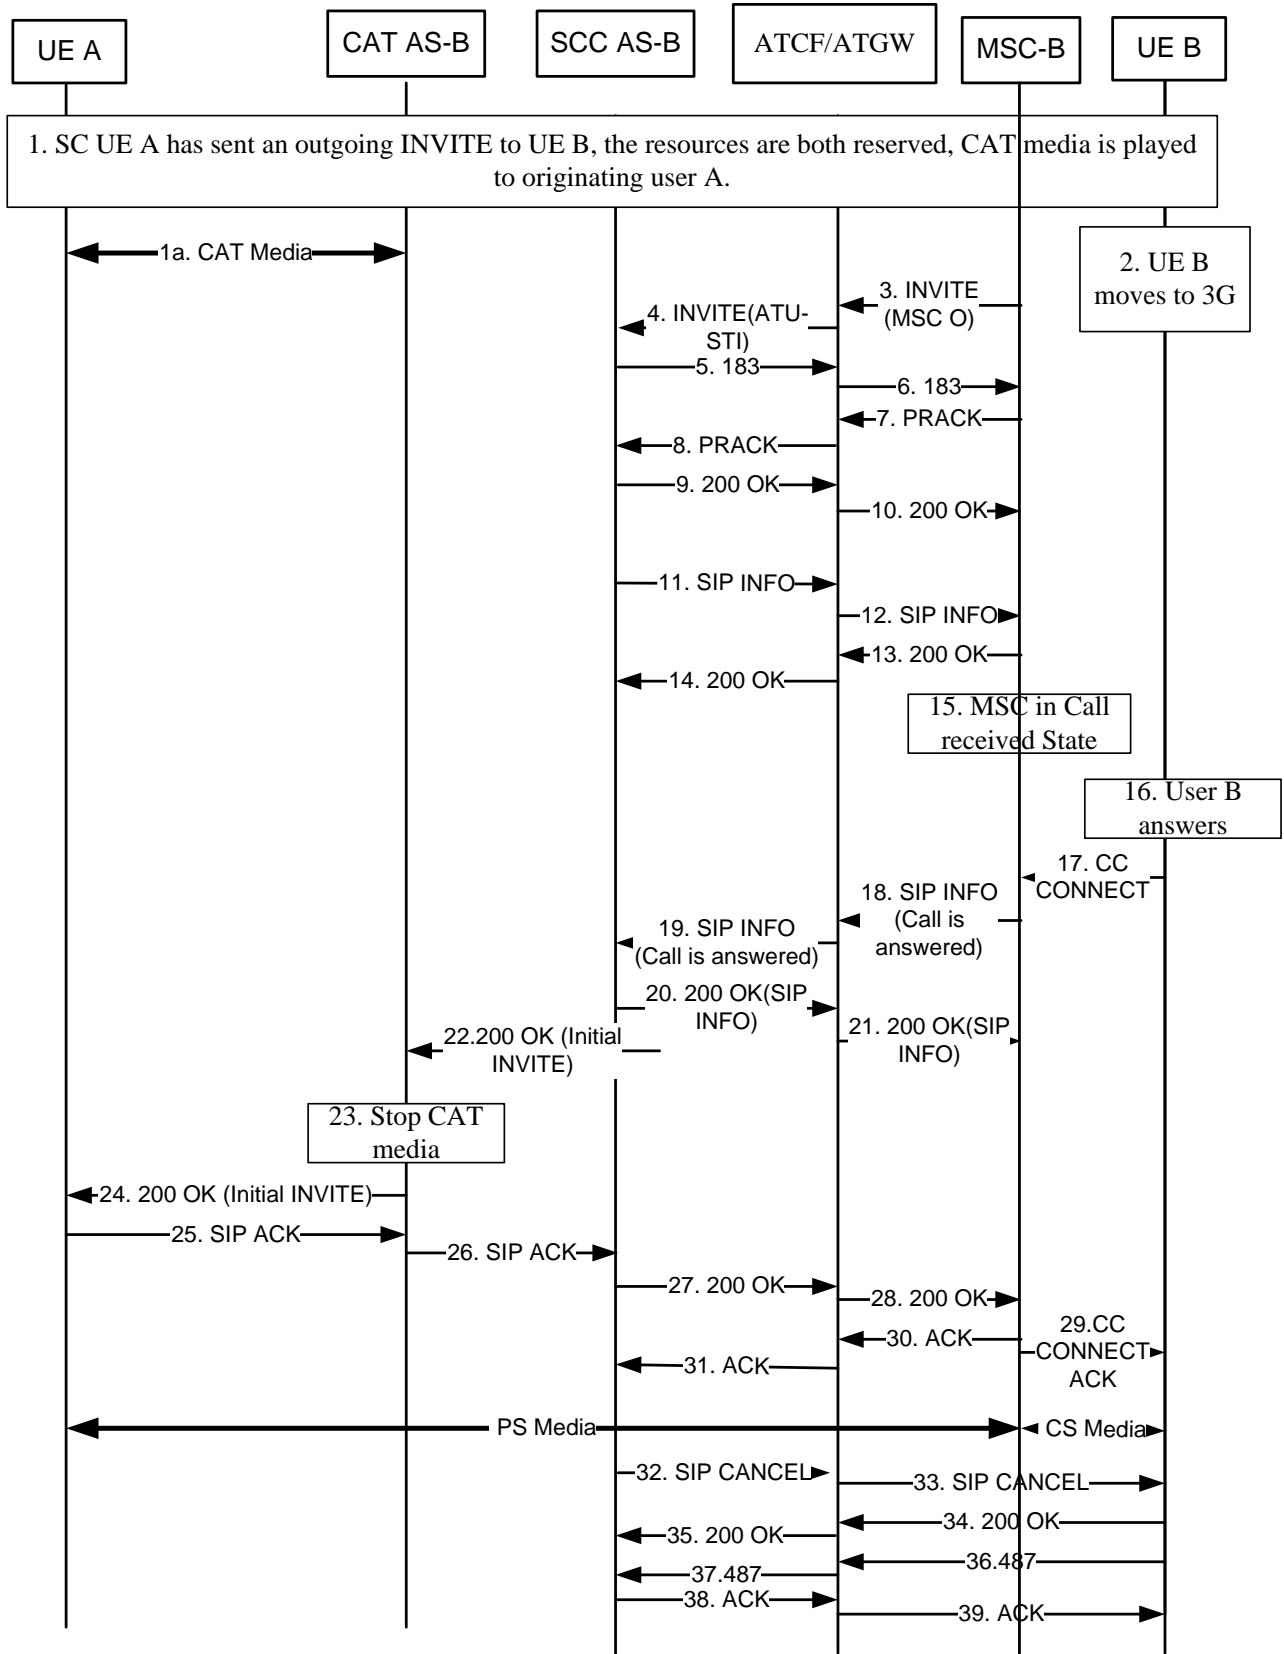 UE A
CAT AS-B
SCC AS-B
ATCF/ATGW
MSC-B
UE B
1. SC UE A has sent an outgoing INVITE to UE B, the resources are both reserved, CAT media is played
to originating user A.
1a. CAT Media
2. UE B
moves to 3G
3. INVITE
(MSC O)
4. INVITE(ATU-
STI)
5. 183
6. 183
7. PRACK
8. PRACK
9. 200 OK
10. 200 OK
11. SIP INFO
12. SIP INFO
13. 200 OK
14. 200 OK
15. MSC in Call
received State
16. User B
answers
17. CC
CONNECT
18. SIP INFO
(Call is
answered)
19. SIP INFO
(Call is answered)
20. 200 OK(SIP
INFO)
21. 200 OK(SIP
INFO)
22.200 OK (Initial
INVITE)
23. Stop CAT
media
24. 200 OK (Initial INVITE)
25. SIP ACK
26. SIP ACK
27. 200 OK
28. 200 OK
29.CC
CONNECT
ACK
30. ACK
31. ACK
PS Media
CS Media
32. SIP CANCEL
33. SIP CANCEL
34. 200 OK
35. 200 OK
36.487
37.487
38. ACK
39. ACK